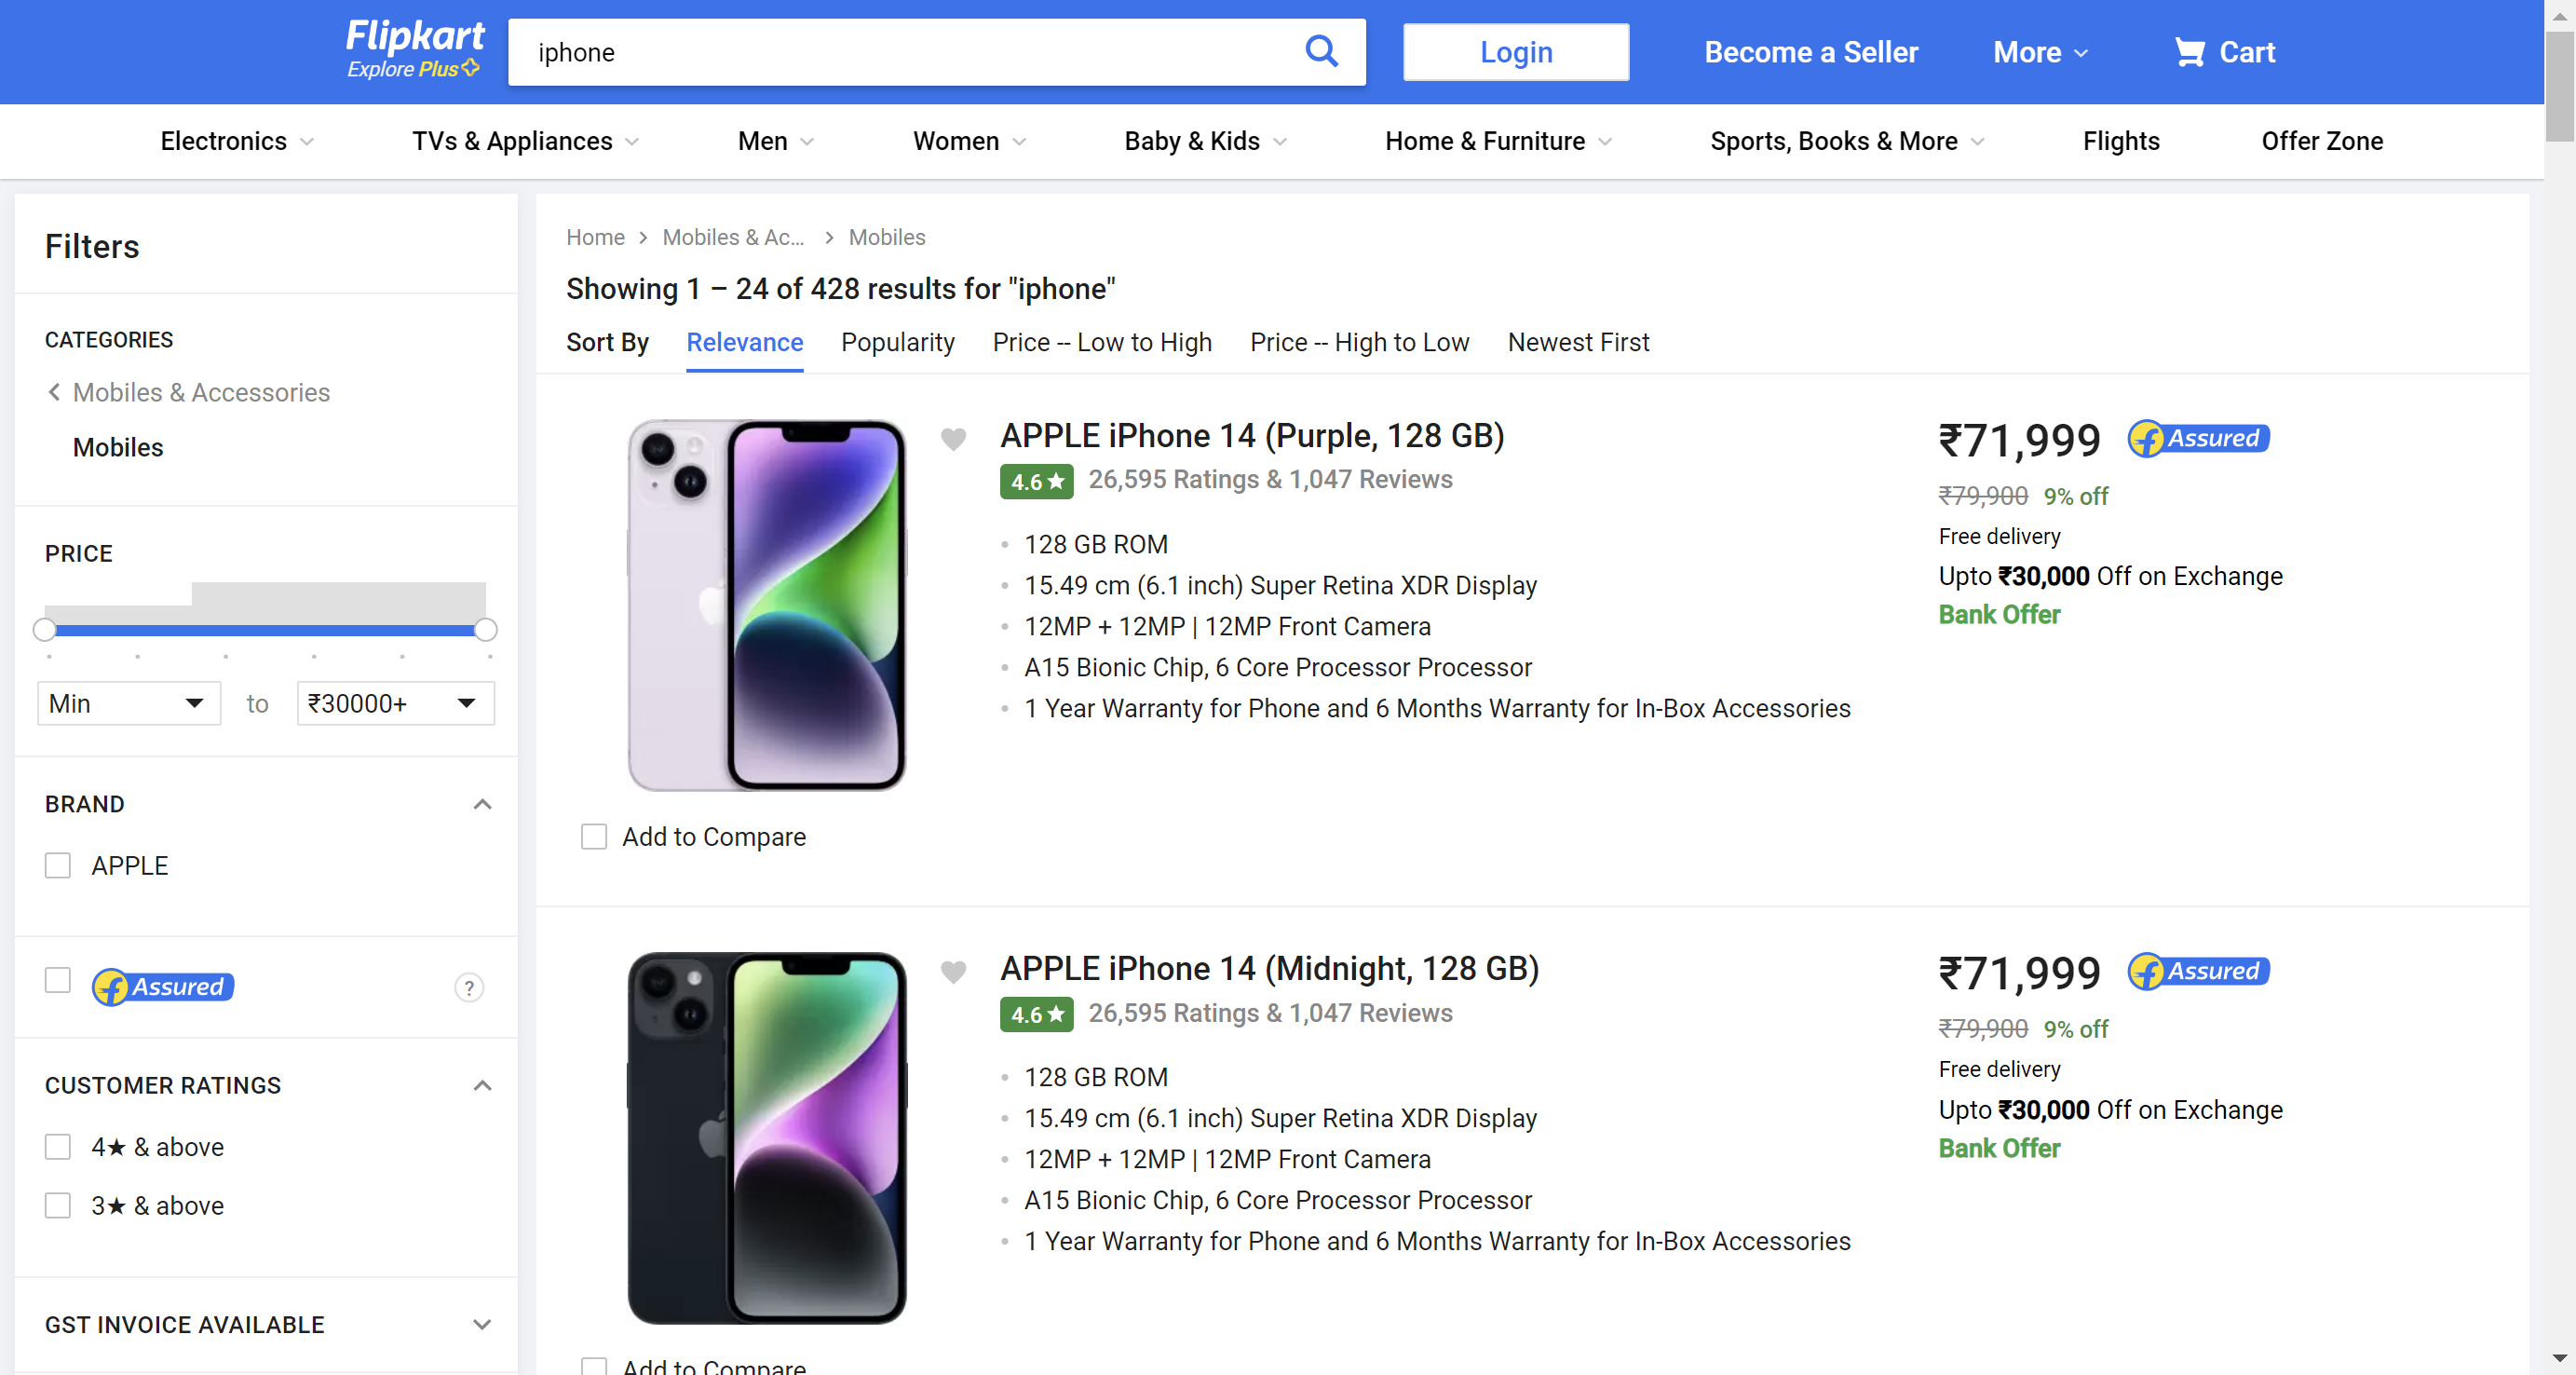 Flipkart
Explore Plus
iphone
Login
Become a Seller
More
Cart
Electronics
TVs & Appliances
Men
Women
Baby & Kids
Home & Furniture
Sports, Books & More
Flights
Offer Zone
Filters
CATEGORIES
Mobiles & Accessories
Mobiles
PRICE
Min to ₹30000+
BRAND
APPLE
Assured
?
CUSTOMER RATINGS
4★ & above
3★ & above
GST INVOICE AVAILABLE
Home > Mobiles & Ac... > Mobiles
Showing 1 – 24 of 428 results for "iphone"
Sort By Relevance Popularity Price -- Low to High Price -- High to Low Newest First
APPLE iPhone 14 (Purple, 128 GB)
4.6★ 26,595 Ratings & 1,047 Reviews
128 GB ROM
15.49 cm (6.1 inch) Super Retina XDR Display
12MP + 12MP | 12MP Front Camera
A15 Bionic Chip, 6 Core Processor Processor
1 Year Warranty for Phone and 6 Months Warranty for In-Box Accessories
₹71,999 Assured
₹79,900 9% off
Free delivery
Upto ₹30,000 Off on Exchange
Bank Offer
Add to Compare
APPLE iPhone 14 (Midnight, 128 GB)
4.6★ 26,595 Ratings & 1,047 Reviews
128 GB ROM
15.49 cm (6.1 inch) Super Retina XDR Display
12MP + 12MP | 12MP Front Camera
A15 Bionic Chip, 6 Core Processor Processor
1 Year Warranty for Phone and 6 Months Warranty for In-Box Accessories
₹71,999 Assured
₹79,900 9% off
Free delivery
Upto ₹30,000 Off on Exchange
Bank Offer
Add to Compare